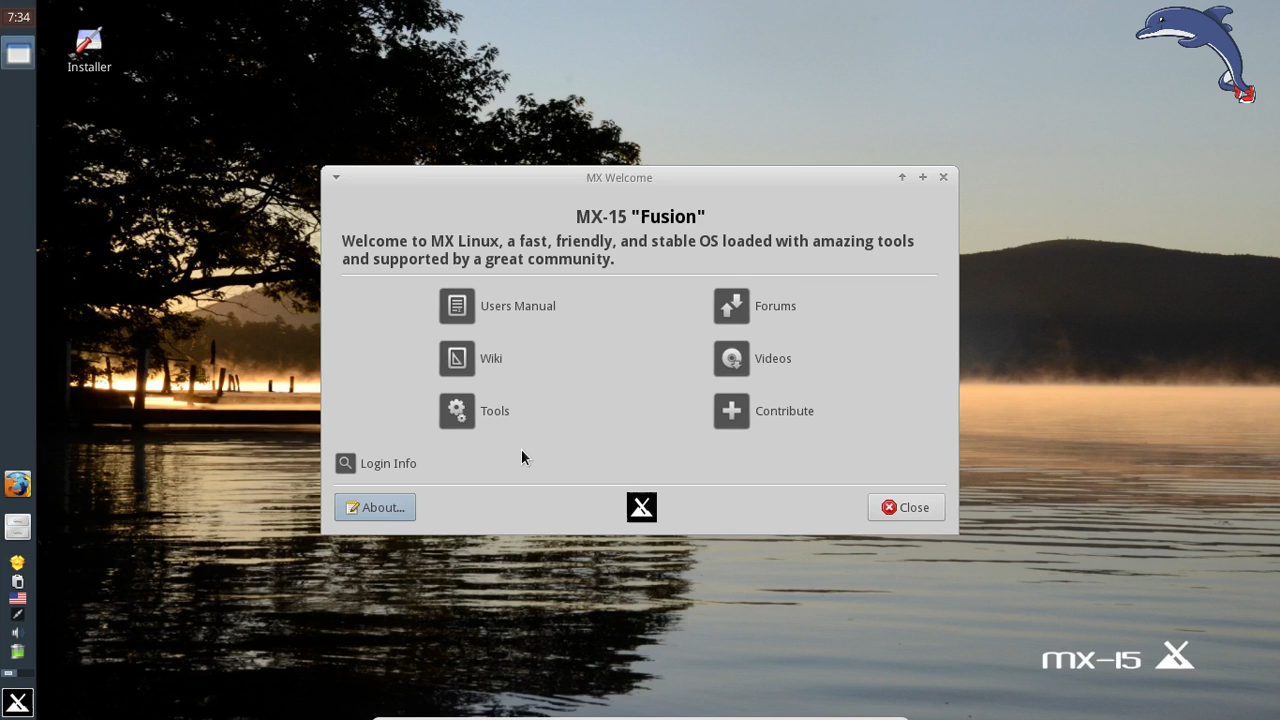 7:34
Installer
MX Welcome
MX-15 "Fusion"
Welcome to MX Linux, a fast, friendly, and stable OS loaded with amazing tools
and supported by a great community.
Users Manual
Forums
Wiki
Videos
Tools
Contribute
Login Info
About...
Close
mx-15